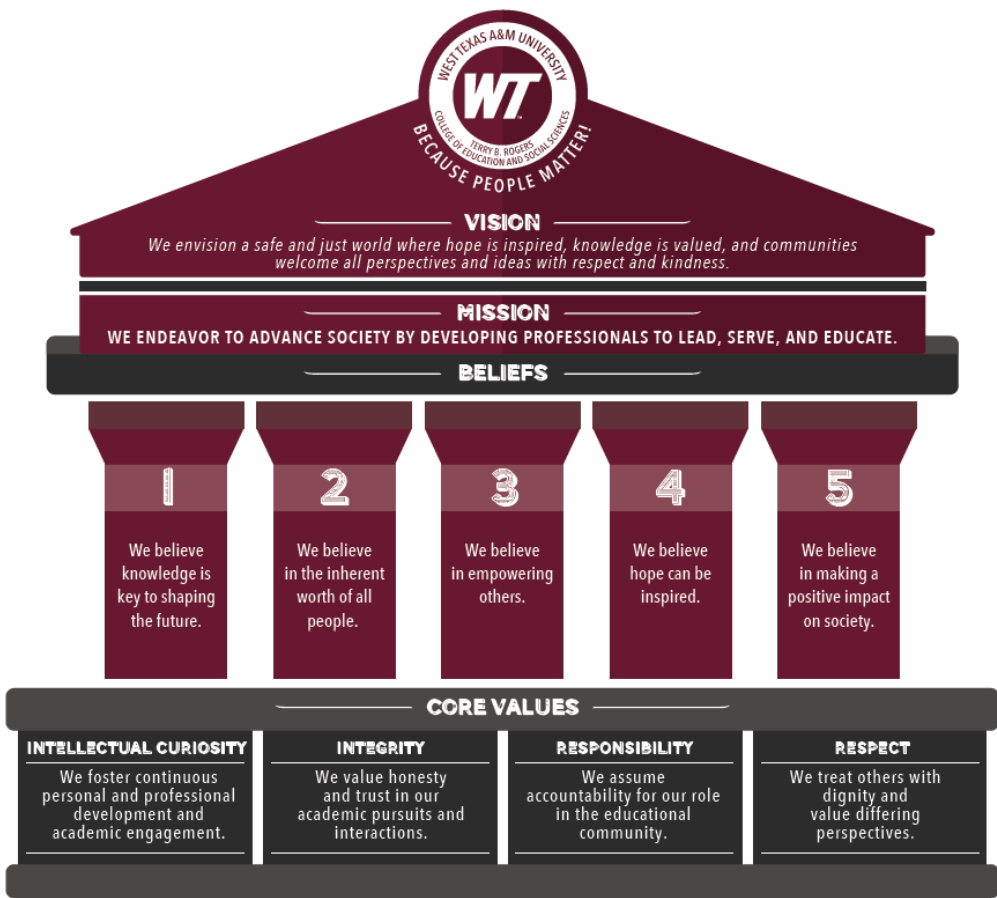 WEST TEXAS A&M UNIVERSITY
WT
TERRY B. ROGERS
COLLEGE OF EDUCATION AND SOCIAL SCIENCES
BECAUSE PEOPLE MATTER!
VISION
We envision a safe and just world where hope is inspired, knowledge is valued, and communities
welcome all perspectives and ideas with respect and kindness.
MISSION
WE ENDEAVOR TO ADVANCE SOCIETY BY DEVELOPING PROFESSIONALS TO LEAD, SERVE, AND EDUCATE.
BELIEFS
1
We believe
knowledge is
key to shaping
the future.
2
We believe
in the inherent
worth of all
people.
3
We believe
in empowering
others.
4
We believe
hope can be
inspired.
5
We believe
in making a
positive impact
on society.
CORE VALUES
INTELLECTUAL CURIOSITY
We foster continuous
personal and professional
development and
academic engagement.
INTEGRITY
We value honesty
and trust in our
academic pursuits and
interactions.
RESPONSIBILITY
We assume
accountability for our role
in the educational
community.
RESPECT
We treat others with
dignity and
value differing
perspectives.